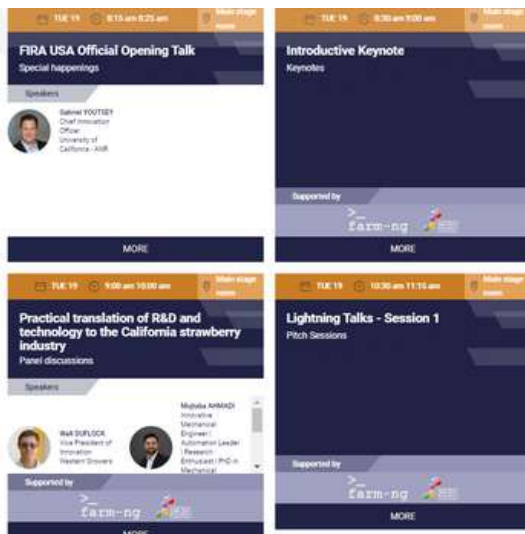 TUE 19 8:15 am 8:25 am Main stage
room
FIRA USA Official Opening Talk
Special happenings
Speakers
Gabriel YOUTSEY
Chief Innovation
Officer
University of
California - ANR
MORE
TUE 19 8:30 am 9:00 am Main stage
room
Introductive Keynote
Keynotes
Supported by
>_
farm-ng
MORE
TUE 19 9:00 am 10:00 am Main stage
room
Practical translation of R&D and
technology to the California strawberry
industry
Panel discussions
Speakers
Walt DUFLOCK
Vice President of
Innovation
Western Growers
Mojtaba AHMADI
Innovative
Mechanical
Engineer |
Automation Leader
| Research
Enthusiast | PhD in
Mechanical
Supported by
>_
farm-ng
MORE
TUE 19 10:30 am 11:15 am Main stage
room
Lightning Talks - Session 1
Pitch Sessions
Supported by
>_
farm-ng
MORE